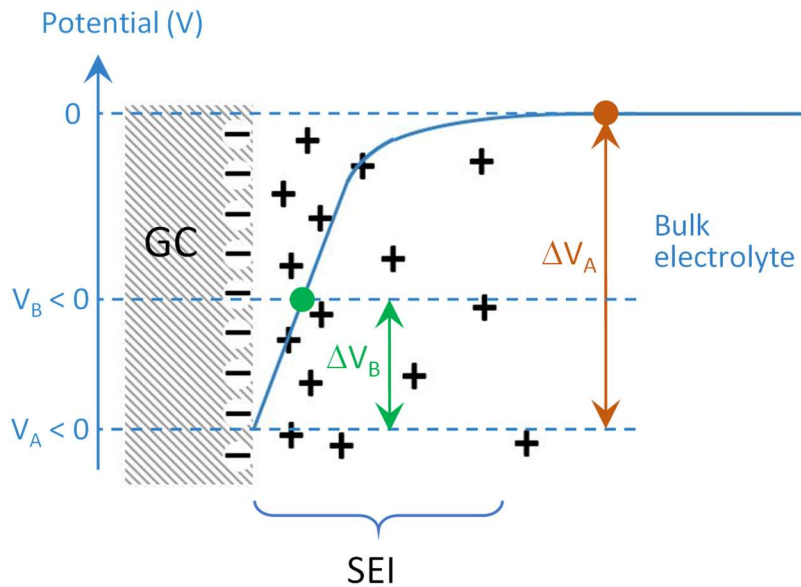 Potential (V)
0
GC
Bulk
electrolyte
ΔV_A
V_B < 0
ΔV_B
V_A < 0
SEI